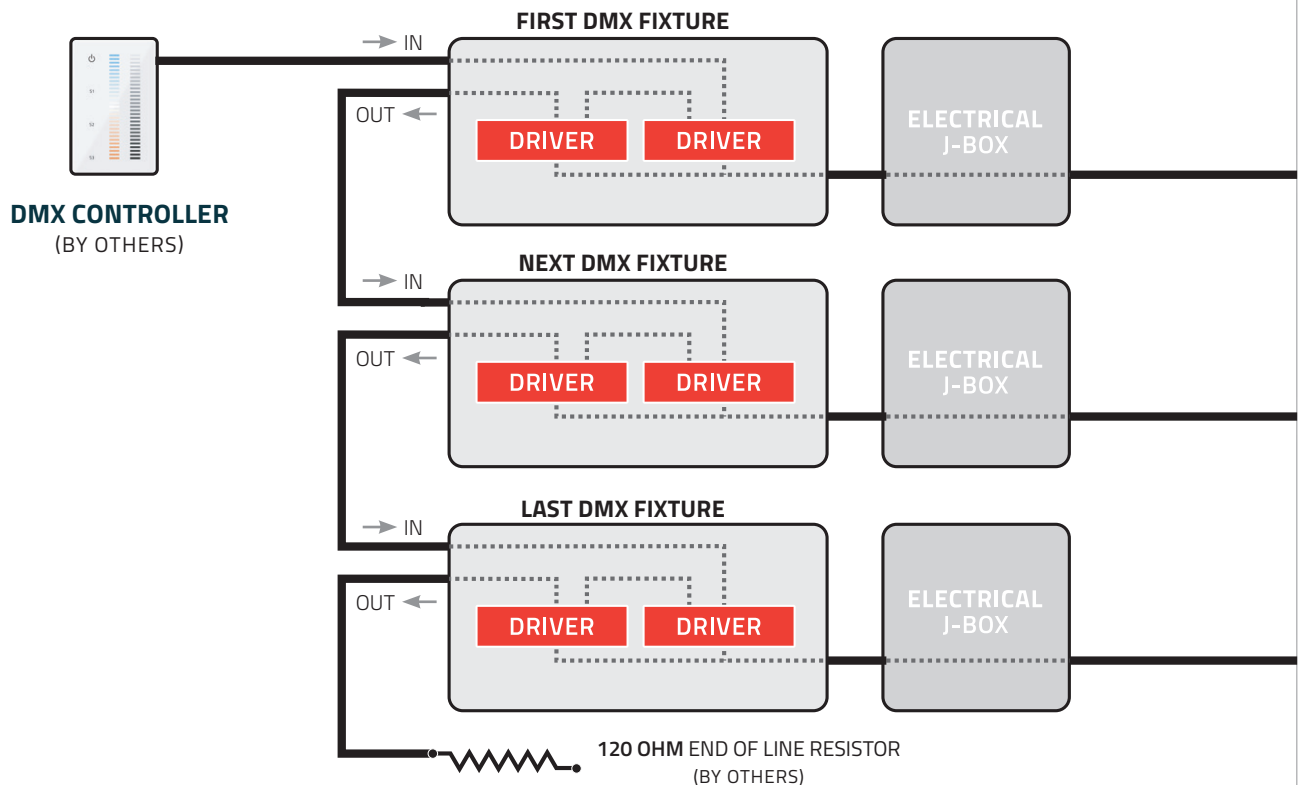 FIRST DMX FIXTURE
IN
OUT
DRIVER
DRIVER
ELECTRICAL
J-BOX
DMX CONTROLLER
(BY OTHERS)
NEXT DMX FIXTURE
IN
OUT
DRIVER
DRIVER
ELECTRICAL
J-BOX
LAST DMX FIXTURE
IN
OUT
DRIVER
DRIVER
ELECTRICAL
J-BOX
120 OHM END OF LINE RESISTOR
(BY OTHERS)